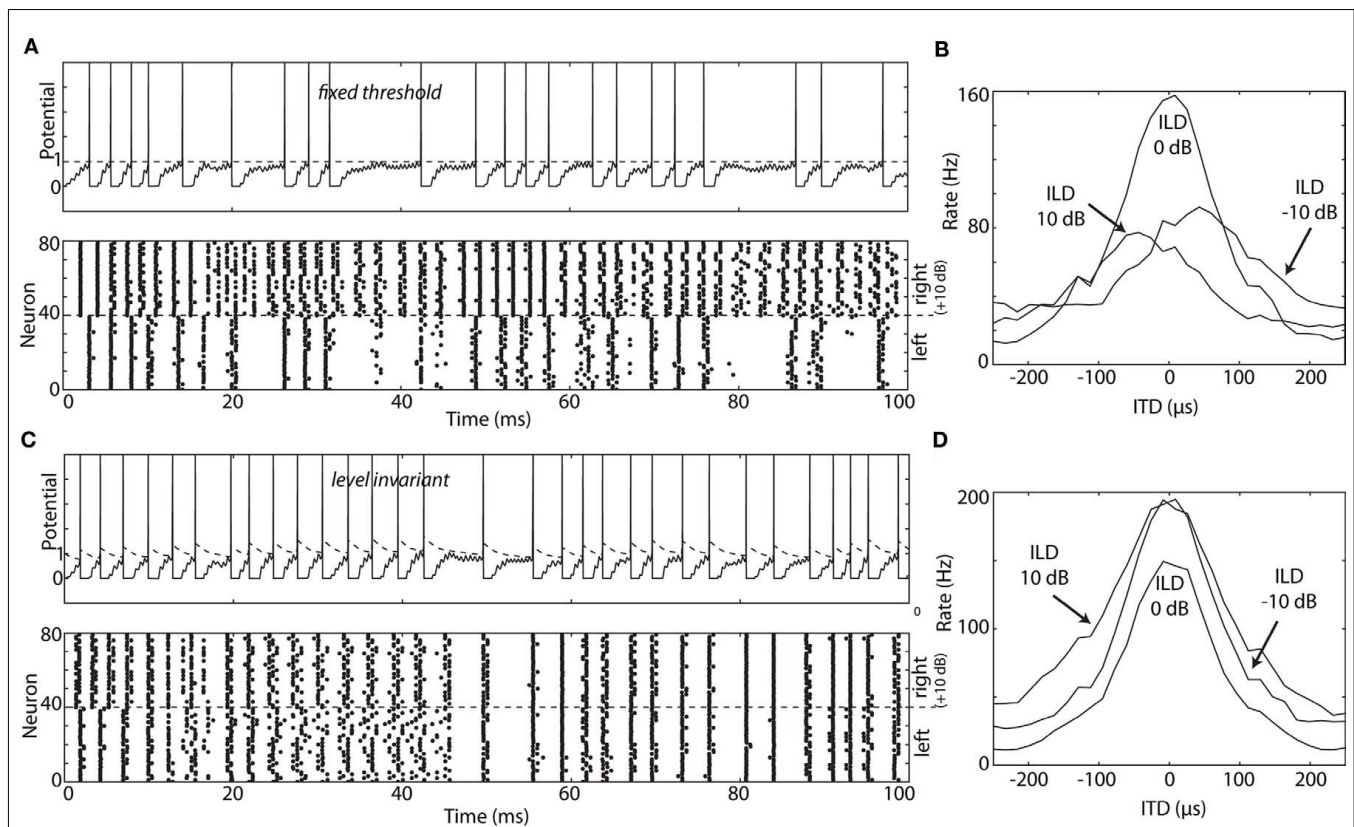 A
fixed threshold
Potential
1
0
80
40
0
Neuron
right
(+10 dB)
left
0 20 40 60 80 100
Time (ms)
B
160
80
0
Rate (Hz)
ILD
0 dB
ILD
10 dB
ILD
-10 dB
-200 -100 0 100 200
ITD (µs)
C
level invariant
Potential
1
0
0
80
40
0
Neuron
right
(+10 dB)
left
0 20 40 60 80 100
Time (ms)
D
200
100
0
Rate (Hz)
ILD
10 dB
ILD
0 dB
ILD
-10 dB
-200 -100 0 100 200
ITD (µs)